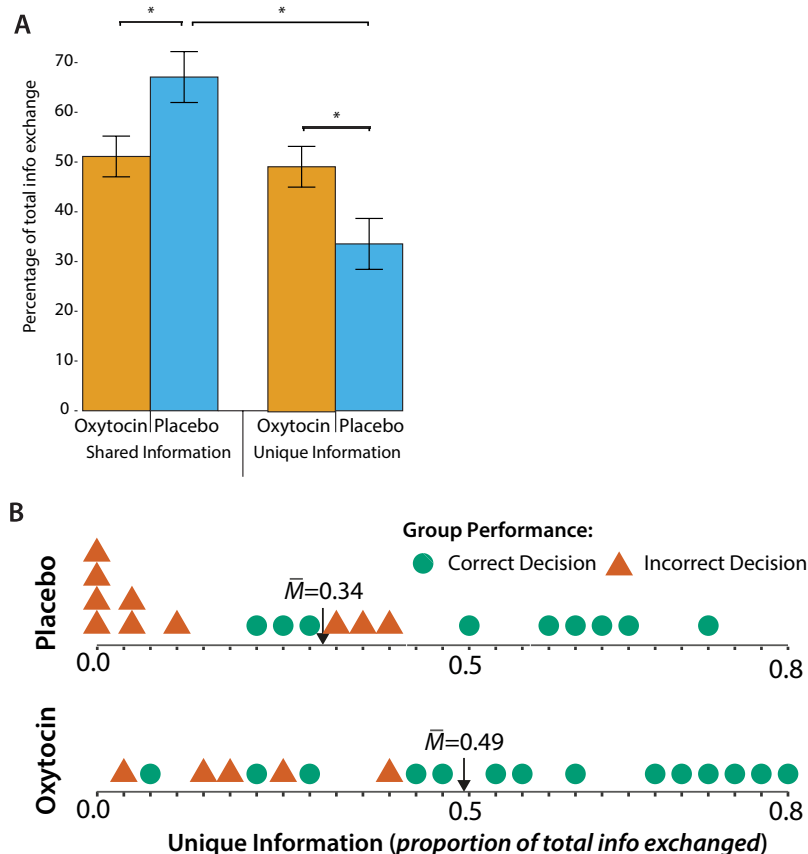 A
*
*
*
Percentage of total info exchange
70-
60-
50-
40-
30-
20-
10-
0-
Oxytocin Placebo
Shared Information
Oxytocin Placebo
Unique Information
B
Group Performance:
Correct Decision
Incorrect Decision
Placebo
M̅=0.34
0.0
0.5
0.8
Oxytocin
M̅=0.49
0.0
0.5
0.8
Unique Information (proportion of total info exchanged)